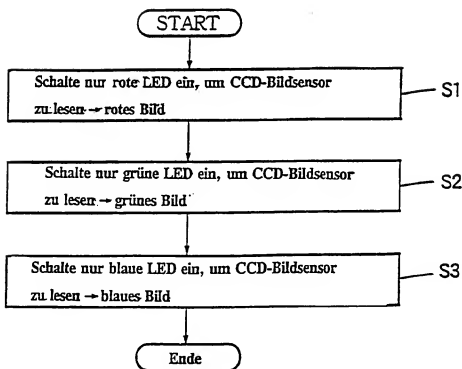 START
Schalte nur rote LED ein, um CCD-Bildsensor
zu lesen → rotes Bild
S1
Schalte nur grüne LED ein, um CCD-Bildsensor
zu lesen → grünes Bild
S2
Schalte nur blaue LED ein, um CCD-Bildsensor
zu lesen → blaues Bild
S3
Ende